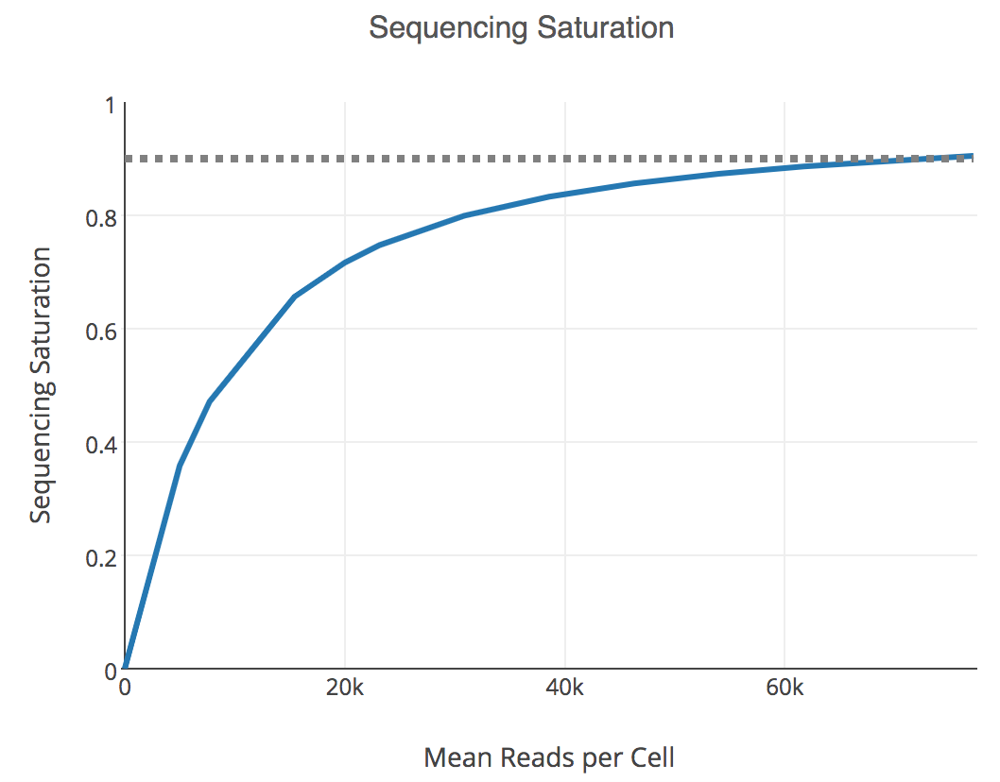 Sequencing Saturation
1
0.8
0.6
0.4
0.2
0
Sequencing Saturation
0
20k
40k
60k
Mean Reads per Cell